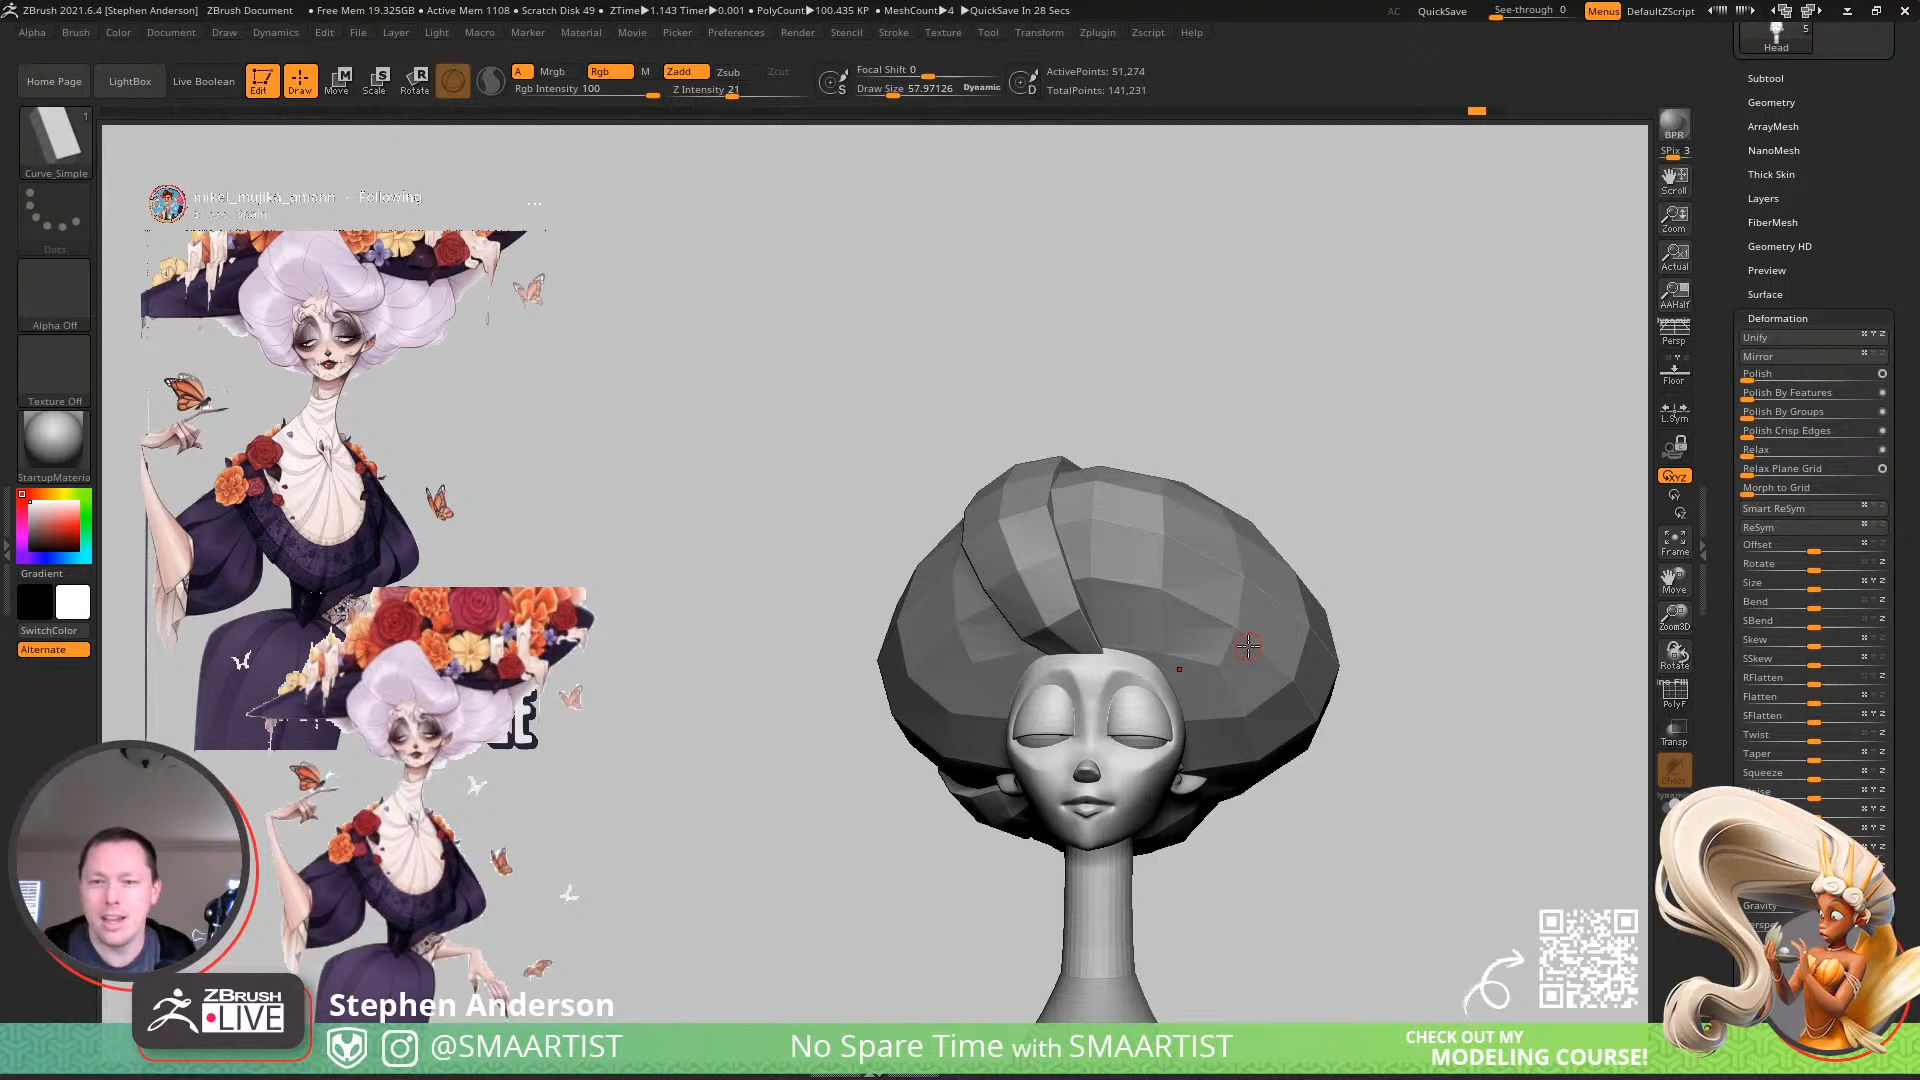 ZBrush 2021.6.4 [Stephen Anderson] ZBrush Document • Free Mem 19.325GB • Active Mem 1108 • Scratch Disk 49 • ZTime▶1.143 Timer▶0.001 • PolyCount▶100.435 KP • MeshCount▶4 ▶QuickSave In 28 Secs AC QuickSave See-through 0 Menus DefaultZScript
Alpha Brush Color Document Draw Dynamics Edit File Layer Light Macro Marker Material Movie Picker Preferences Render Stencil Stroke Texture Tool Transform Zplugin Zscript Help
Home Page LightBox Live Boolean Edit Draw Move Scale Rotate
A Mrgb Rgb M Zadd Zsub Zcut
Rgb Intensity 100 Z Intensity 21
Focal Shift 0
Draw Size 57.97126 Dynamic
S
D
ActivePoints: 51,274
TotalPoints: 141,231
1
Curve_Simple
Dots
Alpha Off
Texture Off
StartupMateria
Gradient
SwitchColor
Alternate
mikel_mujika_amann · Following
...
BPR
SPix 3
Scroll
Zoom
Actual
AAHalf
Dynamic
Persp
Floor
L.Sym
XYZ
Frame
Move
Zoom3D
Rotate
PolyF
Transp
Dynamic
5
Head
Subtool
Geometry
ArrayMesh
NanoMesh
Thick Skin
Layers
FiberMesh
Geometry HD
Preview
Surface
Deformation
Unify
Mirror
Polish
Polish By Features
Polish By Groups
Polish Crisp Edges
Relax
Relax Plane Grid
Morph to Grid
Smart ReSym
ReSym
Offset
Rotate
Size
Bend
SBend
Skew
SSkew
RFlatten
Flatten
SFlatten
Twist
Taper
Squeeze
Gravity
ZBRUSH
LIVE
Stephen Anderson
@SMAARTIST
No Spare Time with SMAARTIST
CHECK OUT MY
MODELING COURSE!